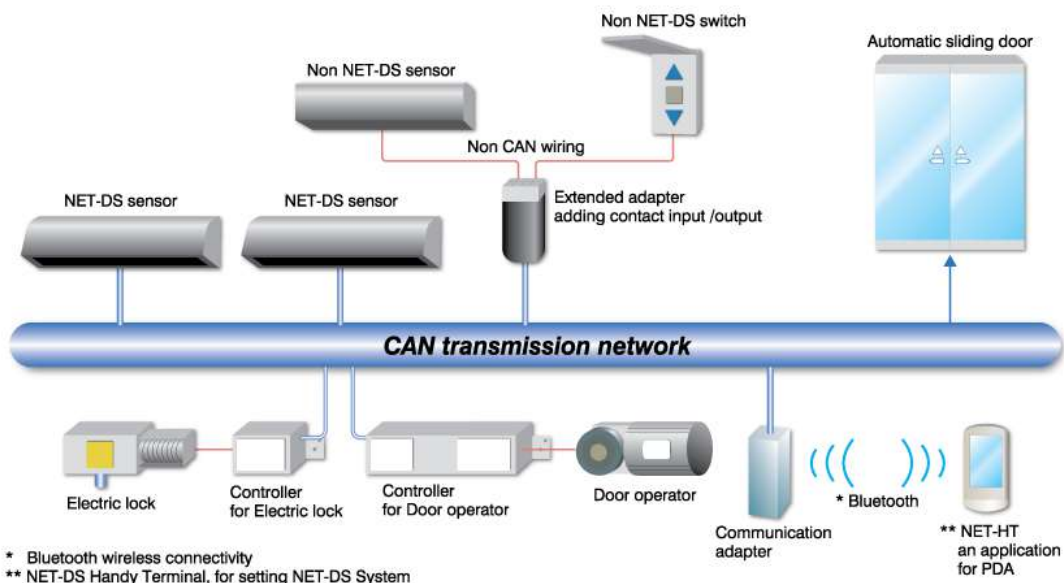 Non NET-DS switch
Automatic sliding door
Non NET-DS sensor
Non CAN wiring
NET-DS sensor
NET-DS sensor
Extended adapter
adding contact input /output
CAN transmission network
Electric lock
Controller
for Electric lock
Controller
for Door operator
Door operator
Communication
adapter
* Bluetooth
** NET-HT
an application
for PDA
* Bluetooth wireless connectivity
** NET-DS Handy Terminal, for setting NET-DS System